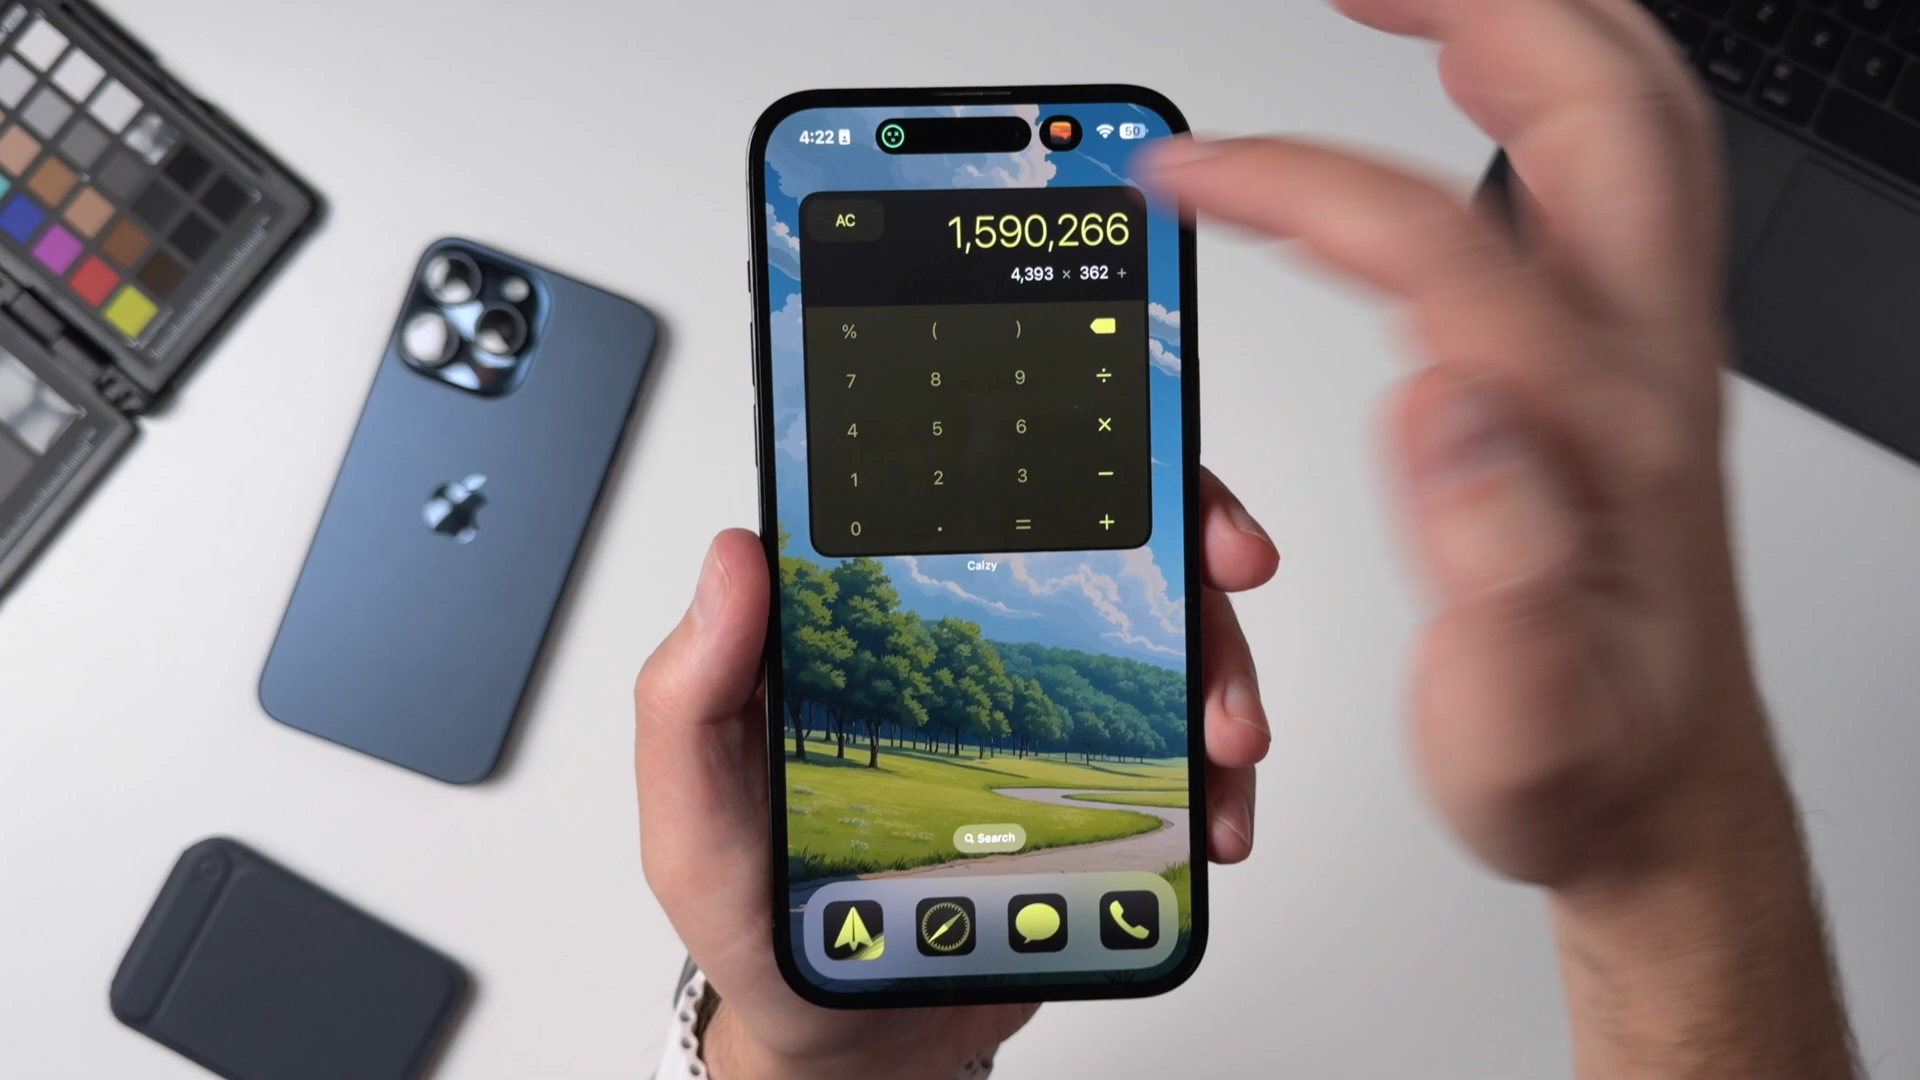 4:22
50
AC
1,590,266
4,393 × 362 +
% ( )
7 8 9 ÷
4 5 6 ×
1 2 3 −
0 . = +
Calzy
Search